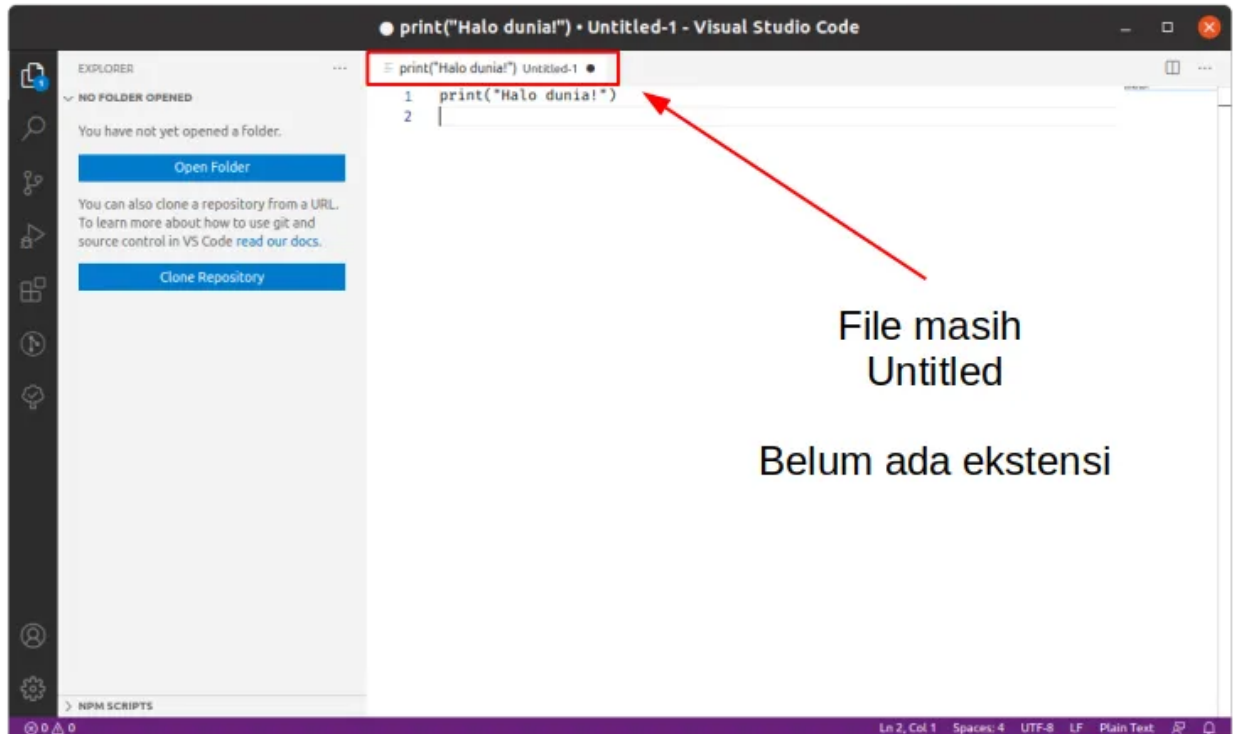 print("Halo dunia!") • Untitled-1 - Visual Studio Code
EXPLORER
print("Halo dunia!") Untitled-1
NO FOLDER OPENED
1 print("Halo dunia!")
2
You have not yet opened a folder.
Open Folder
You can also clone a repository from a URL.
To learn more about how to use git and
source control in VS Code read our docs.
Clone Repository
1
File masih
Untitled
Belum ada ekstensi
NPM SCRIPTS
0 0
Ln 2, Col 1 Spaces: 4 UTF-8 LF Plain Text